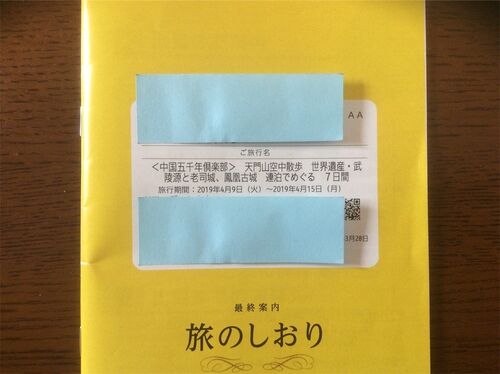 AA
ご旅行名
＜中国五千年倶楽部＞ 天門山空中散歩 世界遺産・武
陵源と老司城、鳳凰古城 連泊でめぐる 7日間
旅行期間：2019年4月9日（火）～2019年4月15日（月）
3月28日
最終案内
旅のしおり